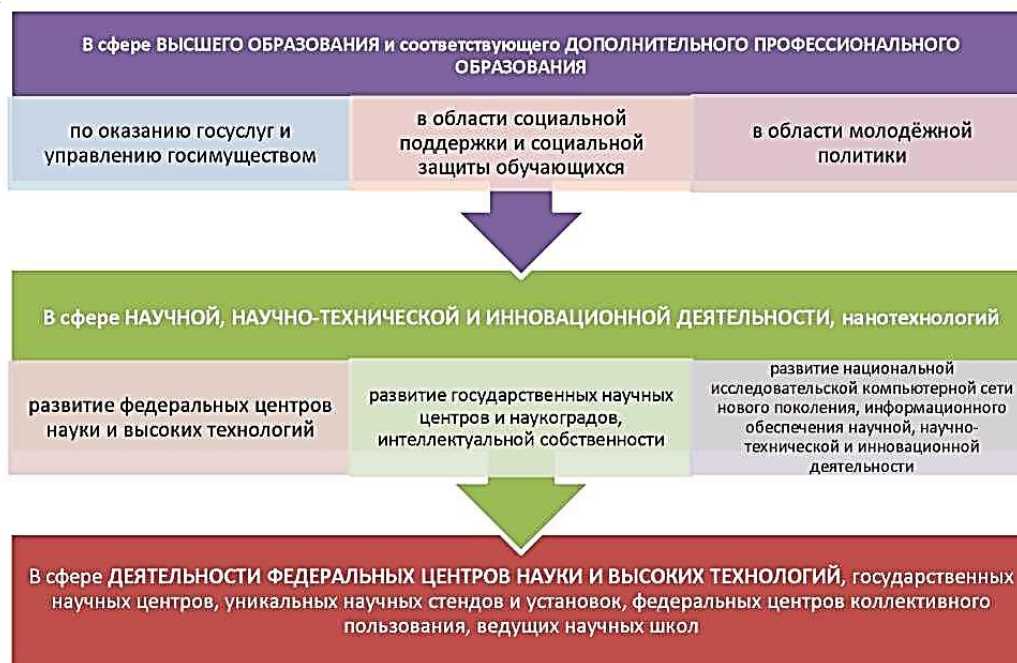 В сфере ВЫСШЕГО ОБРАЗОВАНИЯ и соответствующего ДОПОЛНИТЕЛЬНОГО ПРОФЕССИОНАЛЬНОГО
ОБРАЗОВАНИЯ
по оказанию госуслуг и
управлению госимуществом
в области социальной
поддержки и социальной
защиты обучающихся
в области молодёжной
политики
В сфере НАУЧНОЙ, НАУЧНО-ТЕХНИЧЕСКОЙ И ИННОВАЦИОННОЙ ДЕЯТЕЛЬНОСТИ, нанотехнологий
развитие федеральных центров
науки и высоких технологий
развитие государственных научных
центров и наукоградов,
интеллектуальной собственности
развитие национальной
исследовательской компьютерной сети
нового поколения, информационного
обеспечения научной, научно-
технической и инновационной
деятельности
В сфере ДЕЯТЕЛЬНОСТИ ФЕДЕРАЛЬНЫХ ЦЕНТРОВ НАУКИ И ВЫСОКИХ ТЕХНОЛОГИЙ, государственных
научных центров, уникальных научных стендов и установок, федеральных центров коллективного
пользования, ведущих научных школ